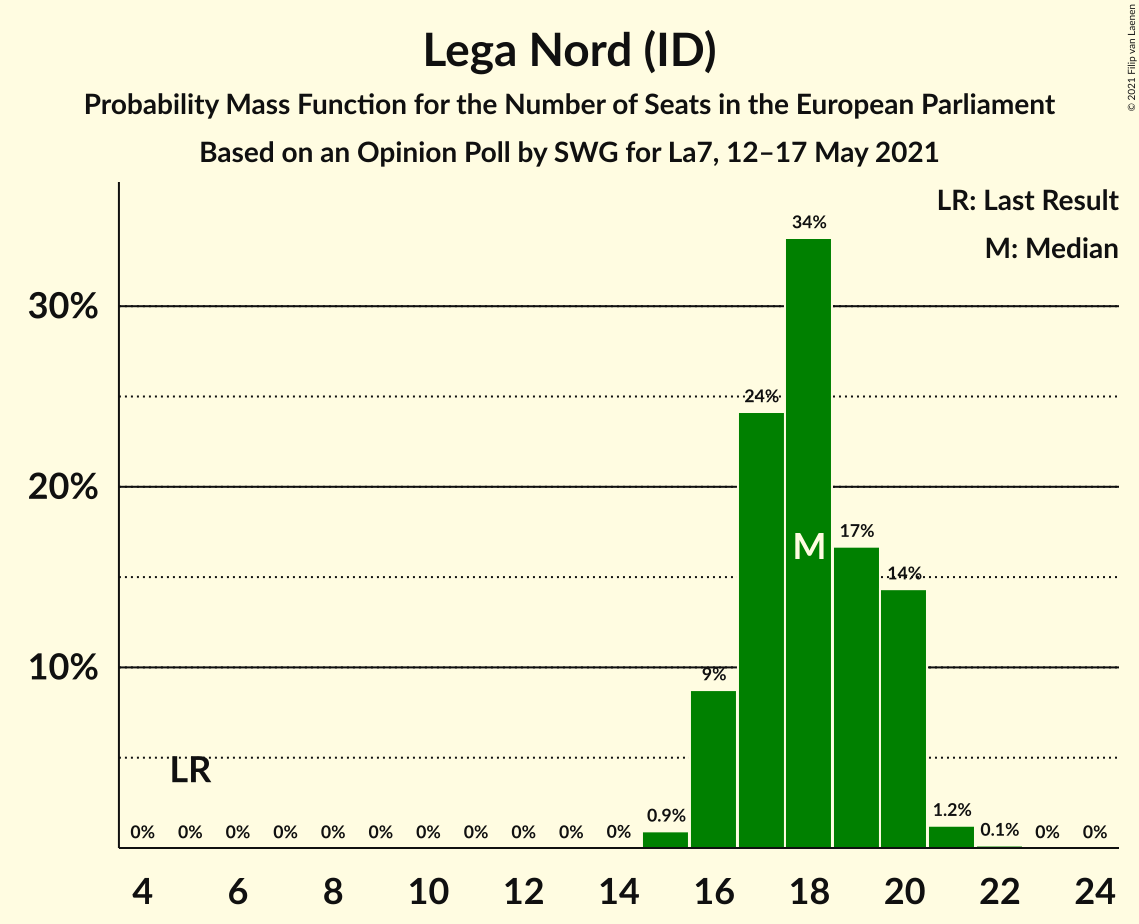 Lega Nord (ID)
Probability Mass Function for the Number of Seats in the European Parliament
Based on an Opinion Poll by SWG for La7, 12–17 May 2021
© 2021 Filip van Laenen
LR: Last Result
M: Median
34%
30%
24%
20%
17%
M
14%
10%
9%
LR
0% 0% 0% 0% 0% 0% 0% 0% 0% 0% 0% 0.9% 1.2% 0.1% 0% 0%
4 6 8 10 12 14 16 18 20 22 24